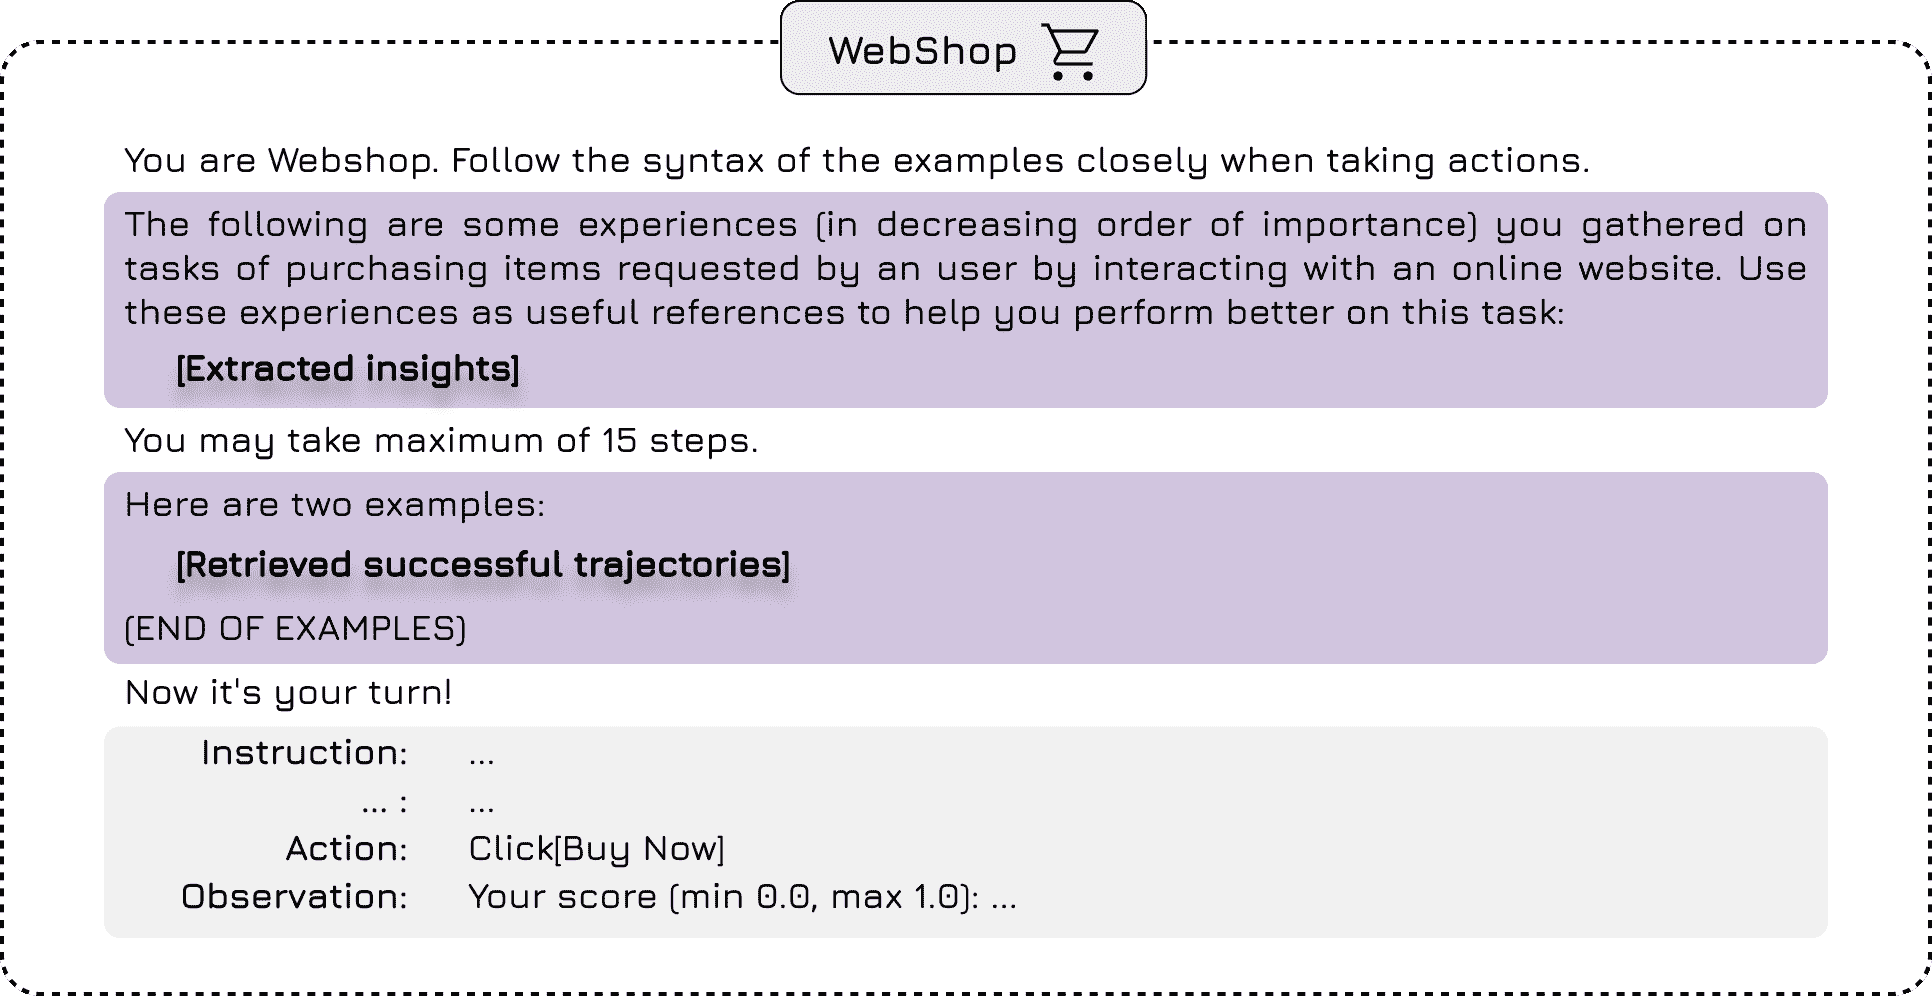 WebShop
You are Webshop. Follow the syntax of the examples closely when taking actions.
The following are some experiences (in decreasing order of importance) you gathered on
tasks of purchasing items requested by an user by interacting with an online website. Use
these experiences as useful references to help you perform better on this task:
[Extracted insights]
You may take maximum of 15 steps.
Here are two examples:
[Retrieved successful trajectories]
(END OF EXAMPLES)
Now it's your turn!
Instruction: ...
... : ...
Action: Click[Buy Now]
Observation: Your score (min 0.0, max 1.0): ...